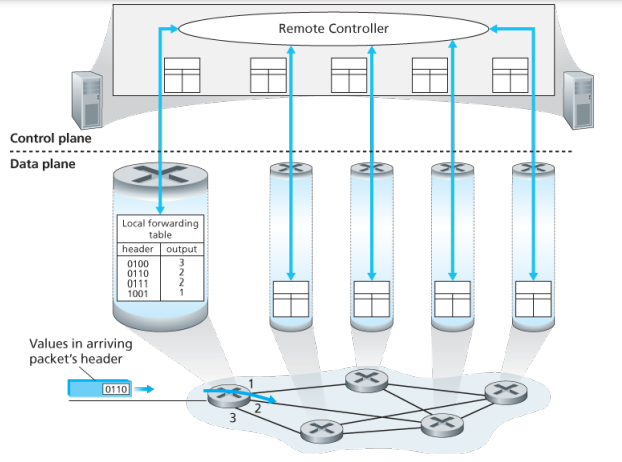 Remote Controller
Control plane
Data plane
Local forwarding
table
header output
0100 3
0110 2
0111 2
1001 1
Values in arriving
packet's header
0110
1
2
3